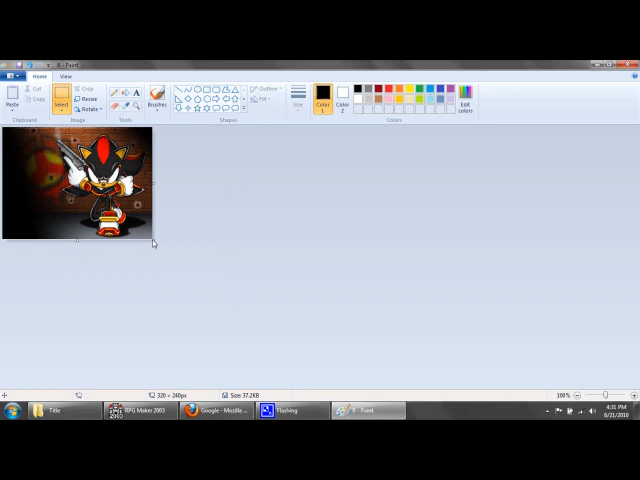 8 - Paint
Home View
Paste
Cut
Copy
Clipboard
Select
Crop
Resize
Rotate
Image
Tools
Brushes
Shapes
Outline
Fill
Size
Color 1
Color 2
Colors
Edit colors
320 × 240px
Size: 37.2KB
100%
Title
RPG Maker 2003
Google - Mozilla ...
Flashing
8 - Paint
4:31 PM
6/21/2010